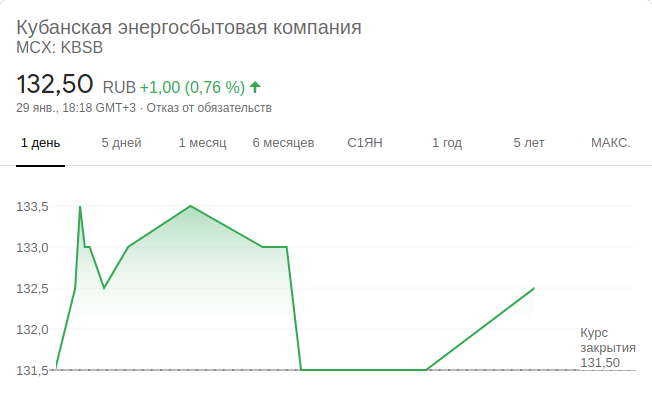 Кубанская энергосбытовая компания
MCX: KBSB
132,50 RUB +1,00 (0,76 %)
29 янв., 18:18 GMT+3 · Отказ от обязательств
1 день 5 дней 1 месяц 6 месяцев С1ЯН 1 год 5 лет МАКС.
133,5
133,0
132,5
132,0
131,5
Курс
закрытия
131,50